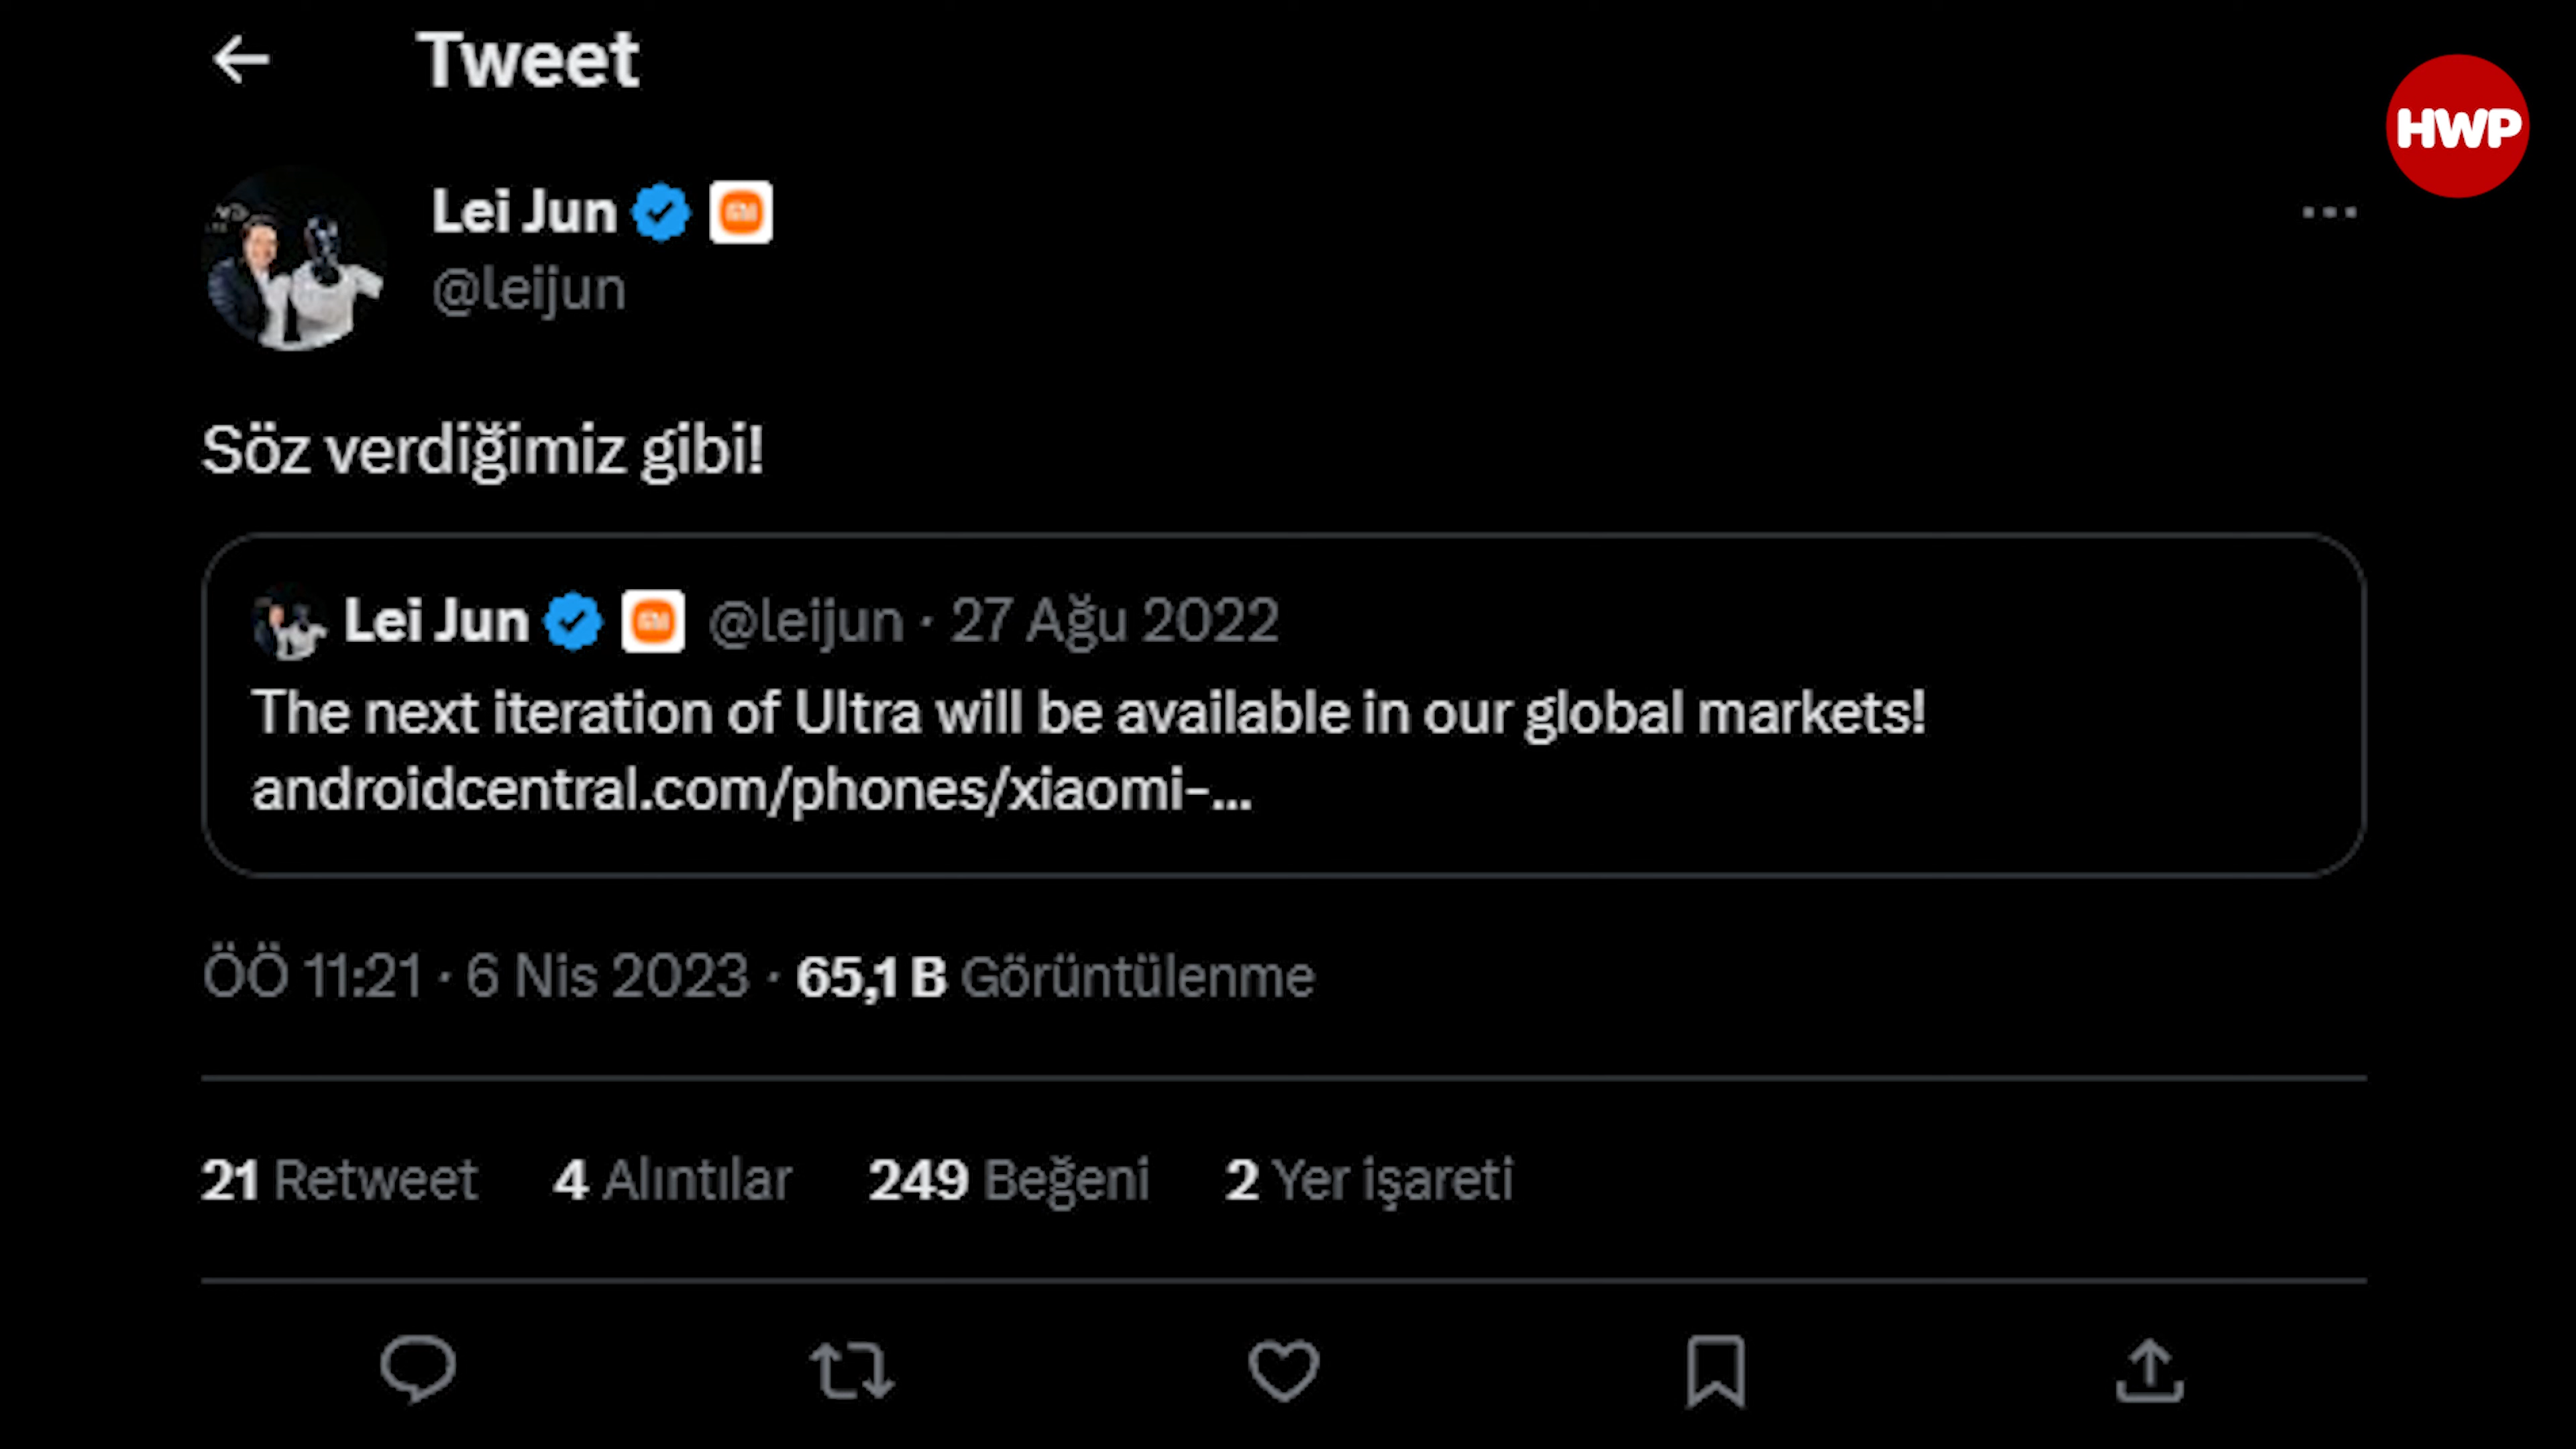 Tweet
HWP
Lei Jun
@leijun
Söz verdiğimiz gibi!
Lei Jun @leijun · 27 Ağu 2022
The next iteration of Ultra will be available in our global markets!
androidcentral.com/phones/xiaomi-...
ÖÖ 11:21 · 6 Nis 2023 · 65,1 B Görüntülenme
21 Retweet 4 Alıntılar 249 Beğeni 2 Yer işareti